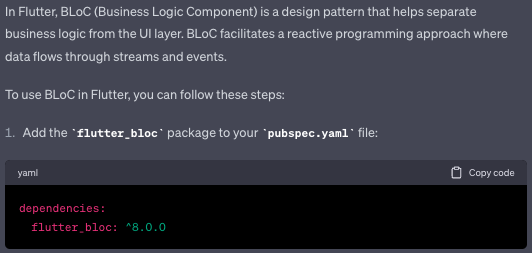 In Flutter, BLoC (Business Logic Component) is a design pattern that helps separate
business logic from the UI layer. BLoC facilitates a reactive programming approach where
data flows through streams and events.
To use BLoC in Flutter, you can follow these steps:
1. Add the `flutter_bloc` package to your `pubspec.yaml` file:
yaml Copy code
dependencies:
  flutter_bloc: ^8.0.0